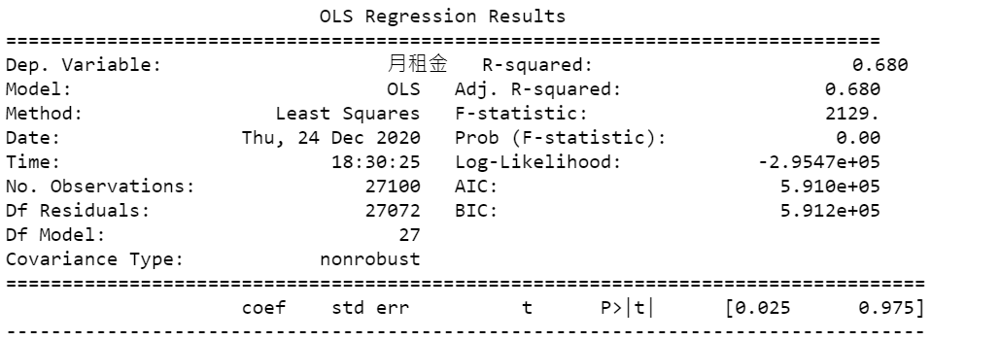 OLS Regression Results
==============================================================================
Dep. Variable: 月租金 R-squared: 0.680
Model: OLS Adj. R-squared: 0.680
Method: Least Squares F-statistic: 2129.
Date: Thu, 24 Dec 2020 Prob (F-statistic): 0.00
Time: 18:30:25 Log-Likelihood: -2.9547e+05
No. Observations: 27100 AIC: 5.910e+05
Df Residuals: 27072 BIC: 5.912e+05
Df Model: 27
Covariance Type: nonrobust
==================================================================================
coef std err t P>|t| [0.025 0.975]
----------------------------------------------------------------------------------